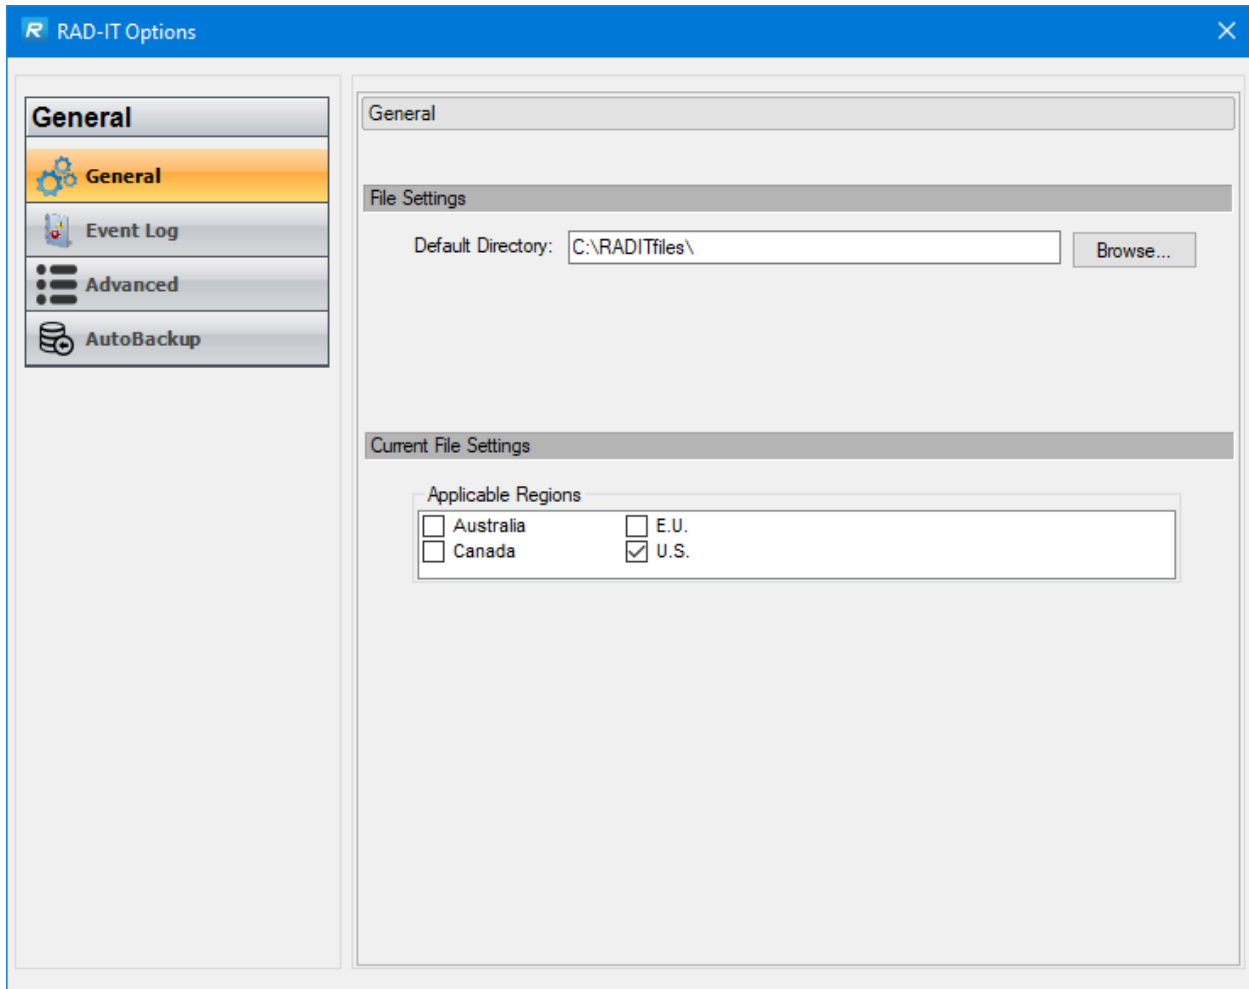 RAD-IT Options
General
General
Event Log
Advanced
AutoBackup
General
File Settings
Default Directory: C:\RADITfiles\ Browse...
Current File Settings
Applicable Regions
Australia E.U.
Canada U.S.